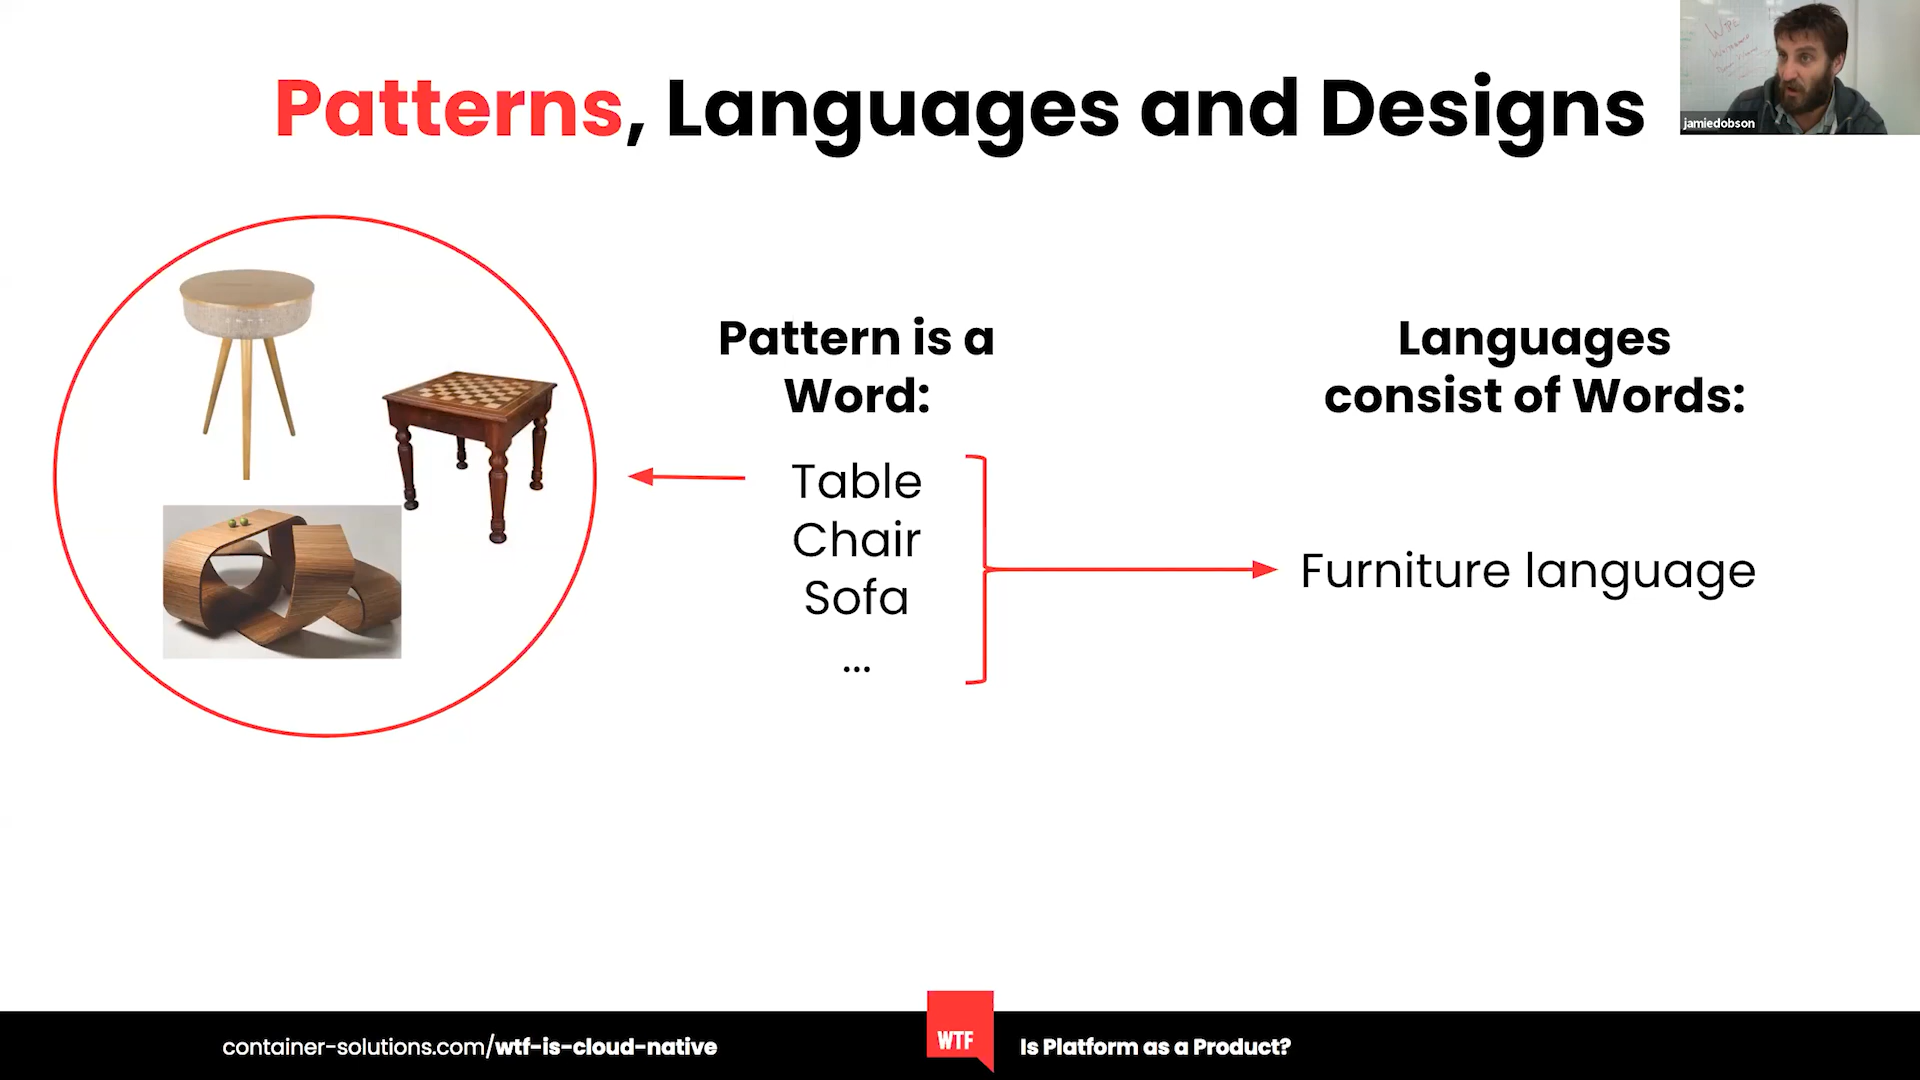 Patterns, Languages and Designs
jamiedobson
Pattern is a
Word:
Table
Chair
Sofa
...
Languages
consist of Words:
Furniture language
container-solutions.com/wtf-is-cloud-native
WTF
Is Platform as a Product?